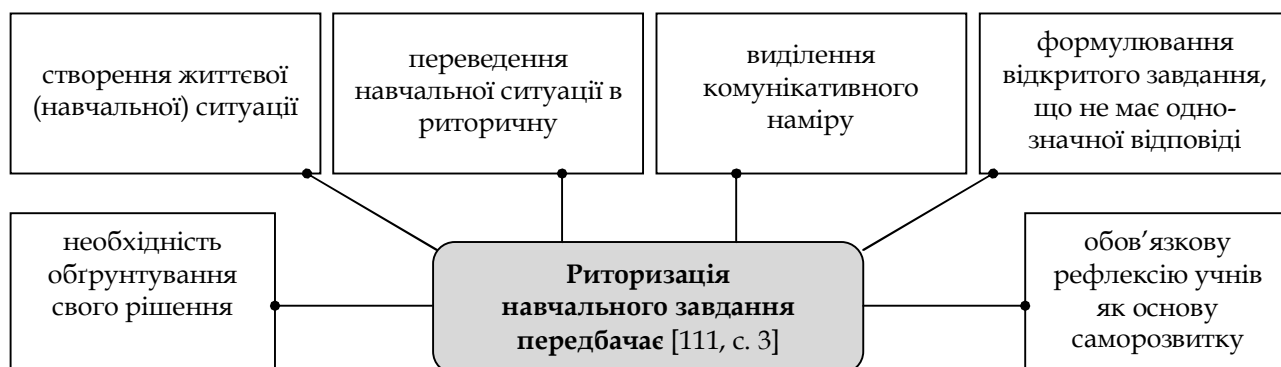 створення життєвої
(навчальної) ситуації
переведення
навчальної ситуації в
риторичну
виділення
комунікативного
наміру
формулювання
відкритого завдання,
що не має одно-
значної відповіді
необхідність
обґрунтування
свого рішення
Риторизація
навчального завдання
передбачає [111, с. 3]
обов’язкову
рефлексію учнів
як основу
саморозвитку